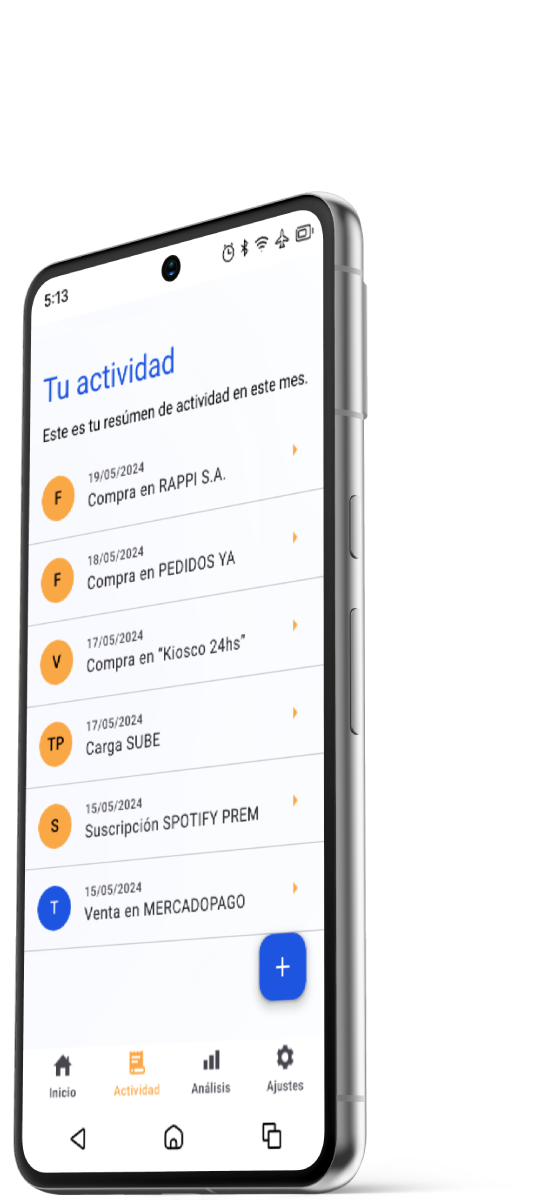 5:13
Tu actividad
Este es tu resúmen de actividad en este mes.
F
19/05/2024
Compra en RAPPI S.A.
F
18/05/2024
Compra en PEDIDOS YA
V
17/05/2024
Compra en “Kiosco 24hs”
TP
17/05/2024
Carga SUBE
S
15/05/2024
Suscripción SPOTIFY PREM
T
15/05/2024
Venta en MERCADOPAGO
+
Inicio
Actividad
Análisis
Ajustes